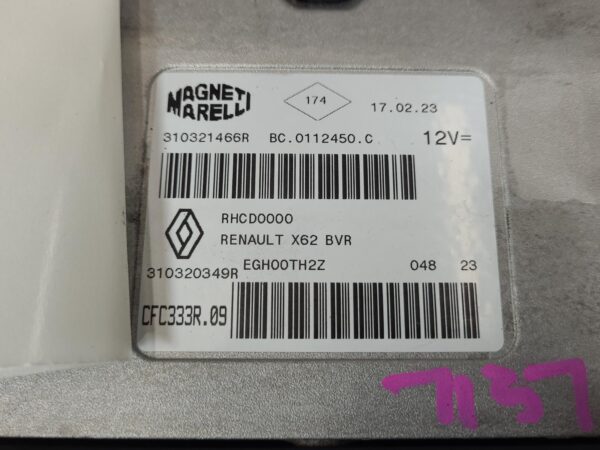 MAGNETI
MARELLI
174
17.02.23
310321466R BC.0112450.C 12V=
RHCD0000
RENAULT X62 BVR
310320349R EGH00TH2Z 048 23
CFC333R.09
7137